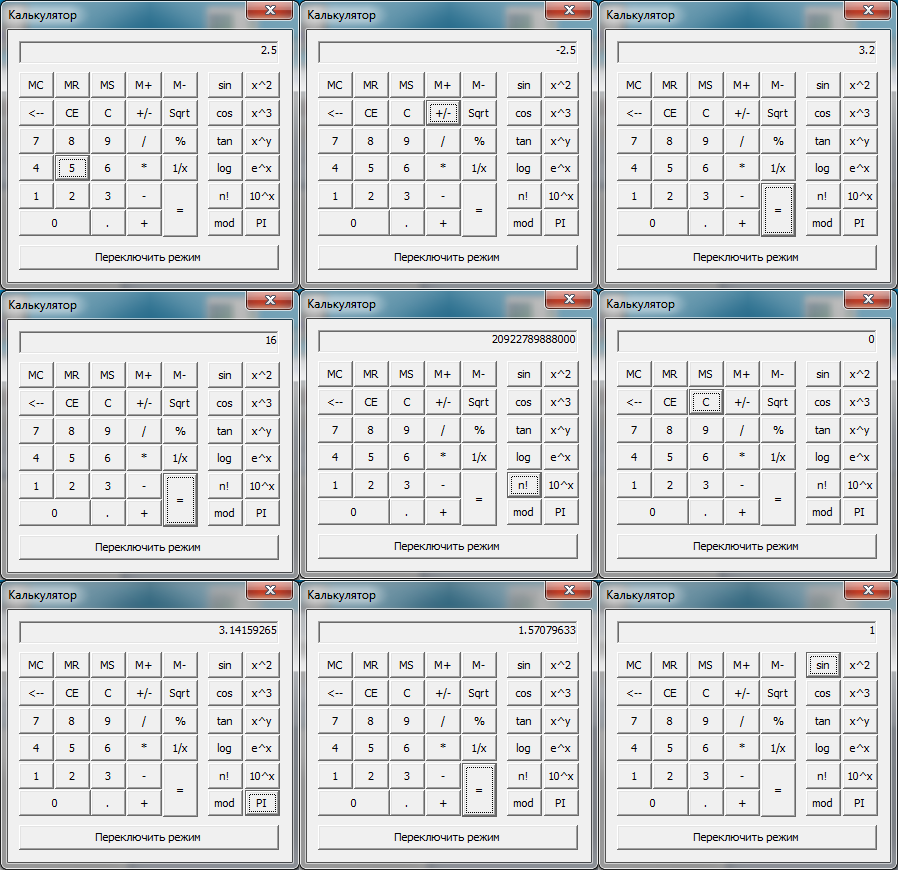 Калькулятор
2.5
MC MR MS M+ M- sin x^2
<-- CE C +/- Sqrt cos x^3
7 8 9 / % tan x^y
4 5 6 * 1/x log e^x
1 2 3 - = n! 10^x
0 . + mod PI
Переключить режим
Калькулятор
-2.5
MC MR MS M+ M- sin x^2
<-- CE C +/- Sqrt cos x^3
7 8 9 / % tan x^y
4 5 6 * 1/x log e^x
1 2 3 - = n! 10^x
0 . + mod PI
Переключить режим
Калькулятор
3.2
MC MR MS M+ M- sin x^2
<-- CE C +/- Sqrt cos x^3
7 8 9 / % tan x^y
4 5 6 * 1/x log e^x
1 2 3 - = n! 10^x
0 . + mod PI
Переключить режим
Калькулятор
16
MC MR MS M+ M- sin x^2
<-- CE C +/- Sqrt cos x^3
7 8 9 / % tan x^y
4 5 6 * 1/x log e^x
1 2 3 - = n! 10^x
0 . + mod PI
Переключить режим
Калькулятор
20922789888000
MC MR MS M+ M- sin x^2
<-- CE C +/- Sqrt cos x^3
7 8 9 / % tan x^y
4 5 6 * 1/x log e^x
1 2 3 - = n! 10^x
0 . + mod PI
Переключить режим
Калькулятор
0
MC MR MS M+ M- sin x^2
<-- CE C +/- Sqrt cos x^3
7 8 9 / % tan x^y
4 5 6 * 1/x log e^x
1 2 3 - = n! 10^x
0 . + mod PI
Переключить режим
Калькулятор
3.14159265
MC MR MS M+ M- sin x^2
<-- CE C +/- Sqrt cos x^3
7 8 9 / % tan x^y
4 5 6 * 1/x log e^x
1 2 3 - = n! 10^x
0 . + mod PI
Переключить режим
Калькулятор
1.57079633
MC MR MS M+ M- sin x^2
<-- CE C +/- Sqrt cos x^3
7 8 9 / % tan x^y
4 5 6 * 1/x log e^x
1 2 3 - = n! 10^x
0 . + mod PI
Переключить режим
Калькулятор
1
MC MR MS M+ M- sin x^2
<-- CE C +/- Sqrt cos x^3
7 8 9 / % tan x^y
4 5 6 * 1/x log e^x
1 2 3 - = n! 10^x
0 . + mod PI
Переключить режим